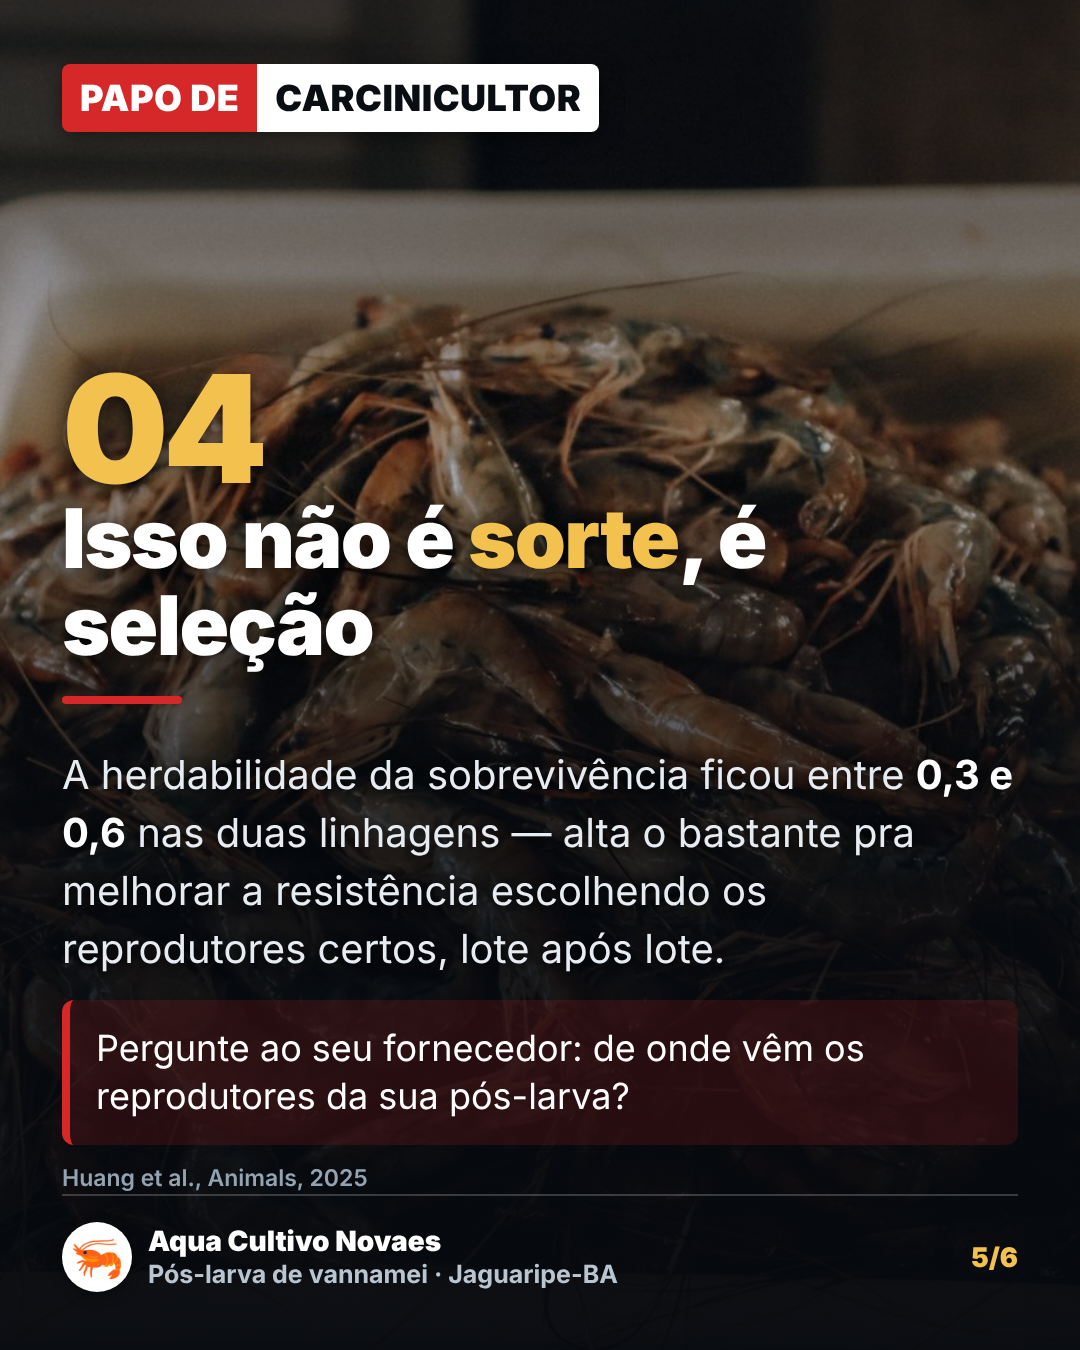 PAPO DE CARCINICULTOR
04
Isso não é sorte, é
seleção
A herdabilidade da sobrevivência ficou entre 0,3 e
0,6 nas duas linhagens — alta o bastante pra
melhorar a resistência escolhendo os
reprodutores certos, lote após lote.
Pergunte ao seu fornecedor: de onde vêm os
reprodutores da sua pós-larva?
Huang et al., Animals, 2025
Aqua Cultivo Novaes
Pós-larva de vannamei · Jaguaripe-BA
5/6